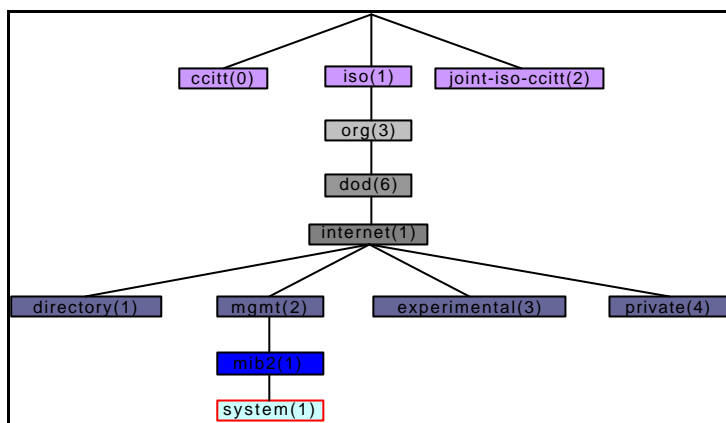 ccitt(0) iso(1) joint-iso-ccitt(2)
org(3)
dod(6)
internet(1)
directory(1) mgmt(2) experimental(3) private(4)
mib2(1)
system(1)